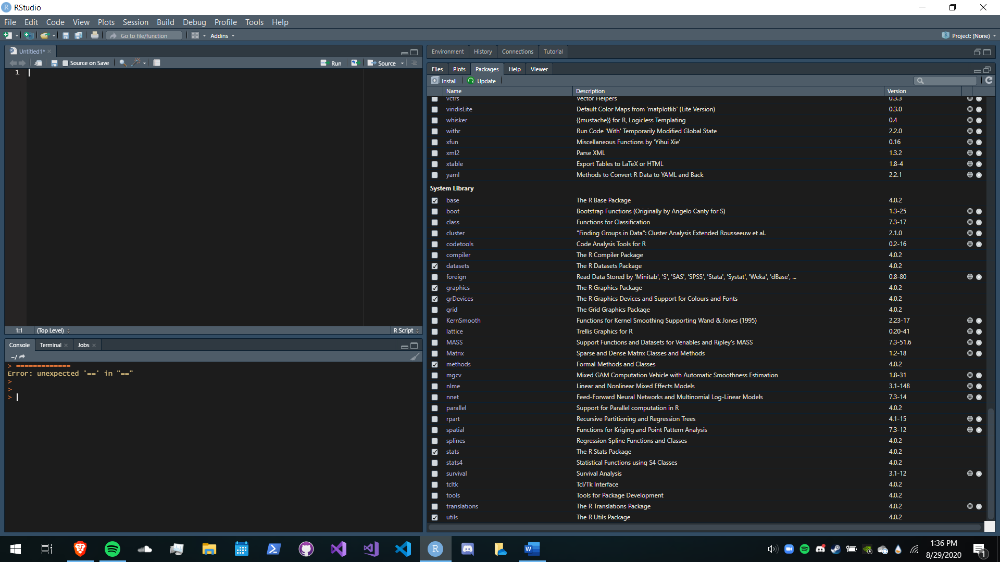 RStudio
File Edit Code View Plots Session Build Debug Profile Tools Help
Go to file/function Addins Project: (None)
Untitled1*
Source on Save Run Source
1
1:1 (Top Level) R Script
Console Terminal Jobs
~/
> =============
Error: unexpected '==' in "=="
>
>
>
Environment History Connections Tutorial
Files Plots Packages Help Viewer
Install Update
Name Description Version
vctrs Vector Helpers 0.3.3
viridisLite Default Color Maps from 'matplotlib' (Lite Version) 0.3.0
whisker {{mustache}} for R, Logicless Templating 0.4
withr Run Code 'With' Temporarily Modified Global State 2.2.0
xfun Miscellaneous Functions by 'Yihui Xie' 0.16
xml2 Parse XML 1.3.2
xtable Export Tables to LaTeX or HTML 1.8-4
yaml Methods to Convert R Data to YAML and Back 2.2.1
System Library
base The R Base Package 4.0.2
boot Bootstrap Functions (Originally by Angelo Canty for S) 1.3-25
class Functions for Classification 7.3-17
cluster "Finding Groups in Data": Cluster Analysis Extended Rousseeuw et al. 2.1.0
codetools Code Analysis Tools for R 0.2-16
compiler The R Compiler Package 4.0.2
datasets The R Datasets Package 4.0.2
foreign Read Data Stored by 'Minitab', 'S', 'SAS', 'SPSS', 'Stata', 'Systat', 'Weka', 'dBase', ... 0.8-80
graphics The R Graphics Package 4.0.2
grDevices The R Graphics Devices and Support for Colours and Fonts 4.0.2
grid The Grid Graphics Package 4.0.2
KernSmooth Functions for Kernel Smoothing Supporting Wand & Jones (1995) 2.23-17
lattice Trellis Graphics for R 0.20-41
MASS Support Functions and Datasets for Venables and Ripley's MASS 7.3-51.6
Matrix Sparse and Dense Matrix Classes and Methods 1.2-18
methods Formal Methods and Classes 4.0.2
mgcv Mixed GAM Computation Vehicle with Automatic Smoothness Estimation 1.8-31
nlme Linear and Nonlinear Mixed Effects Models 3.1-148
nnet Feed-Forward Neural Networks and Multinomial Log-Linear Models 7.3-14
parallel Support for Parallel computation in R 4.0.2
rpart Recursive Partitioning and Regression Trees 4.1-15
spatial Functions for Kriging and Point Pattern Analysis 7.3-12
splines Regression Spline Functions and Classes 4.0.2
stats The R Stats Package 4.0.2
stats4 Statistical Functions using S4 Classes 4.0.2
survival Survival Analysis 3.1-12
tcltk Tcl/Tk Interface 4.0.2
tools Tools for Package Development 4.0.2
translations The R Translations Package 4.0.2
utils The R Utils Package 4.0.2
1:36 PM
8/29/2020
1